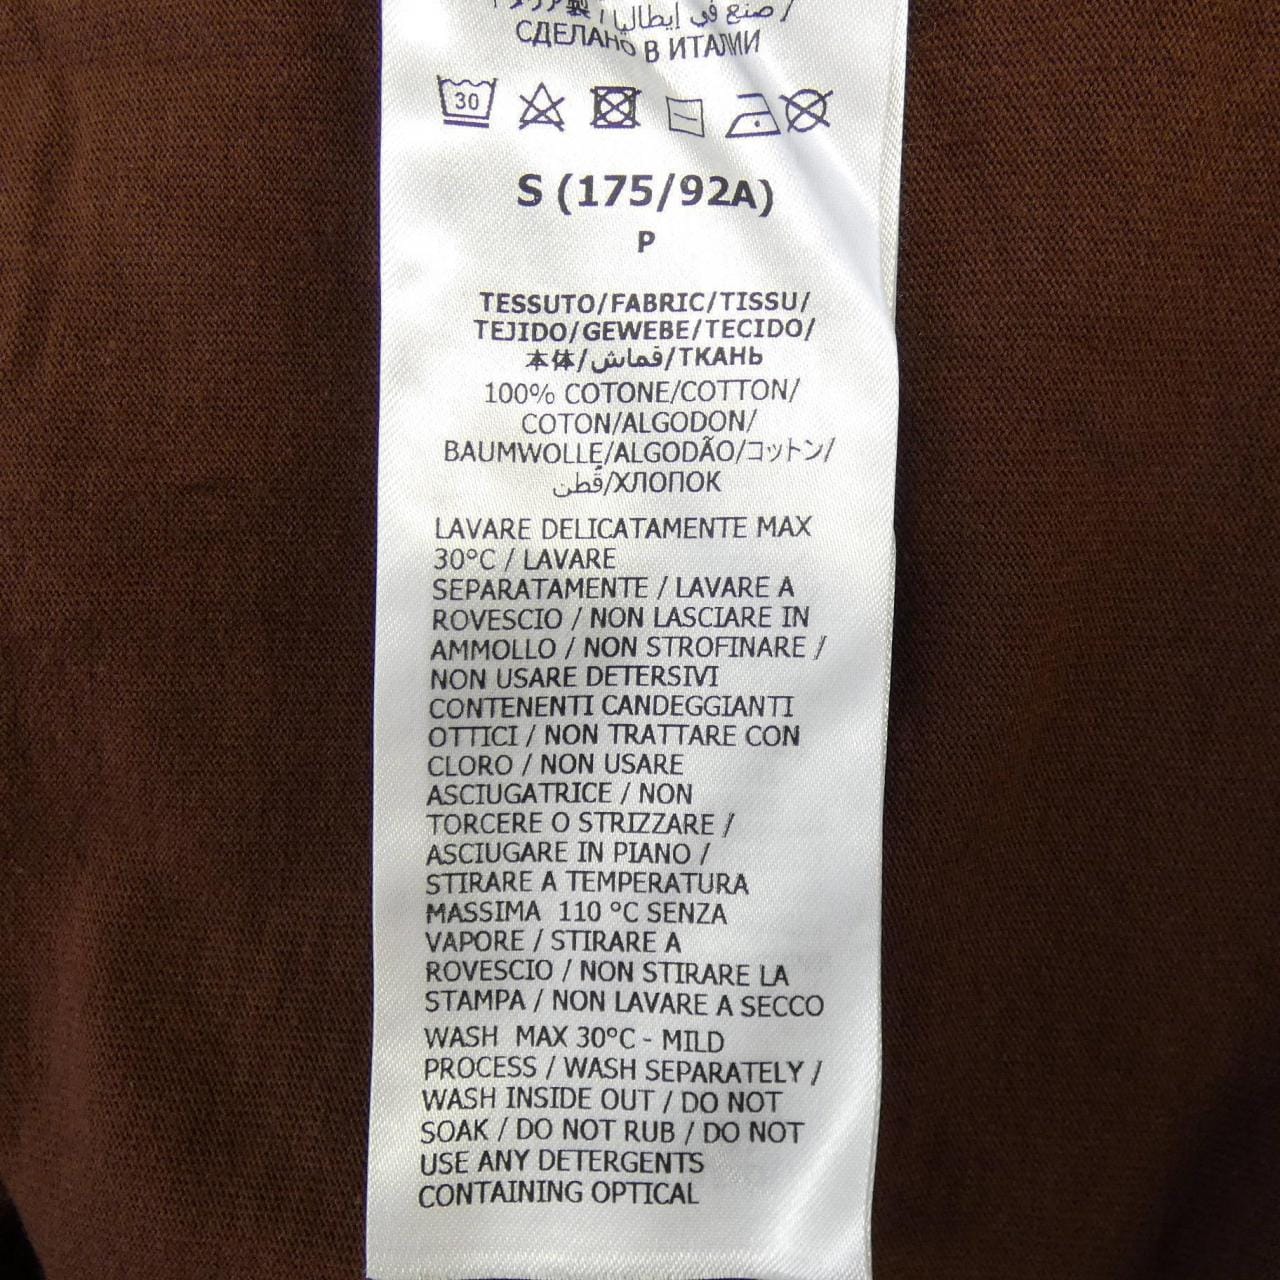 صنع في إيطاليا /
СДЕЛАНО В ИТАЛИИ
30
S (175/92A)
P
TESSUTO/FABRIC/TISSU/
TEJIDO/GEWEBE/TECIDO/
本体/قماش/ТКАНЬ
100% COTONE/COTTON/
COTON/ALGODON/
BAUMWOLLE/ALGODÃO/コットン/
قُطن/ХЛОПОК
LAVARE DELICATAMENTE MAX
30°C / LAVARE
SEPARATAMENTE / LAVARE A
ROVESCIO / NON LASCIARE IN
AMMOLLO / NON STROFINARE /
NON USARE DETERSIVI
CONTENENTI CANDEGGIANTI
OTTICI / NON TRATTARE CON
CLORO / NON USARE
ASCIUGATRICE / NON
TORCERE O STRIZZARE /
ASCIUGARE IN PIANO /
STIRARE A TEMPERATURA
MASSIMA 110 °C SENZA
VAPORE / STIRARE A
ROVESCIO / NON STIRARE LA
STAMPA / NON LAVARE A SECCO
WASH MAX 30°C - MILD
PROCESS / WASH SEPARATELY /
WASH INSIDE OUT / DO NOT
SOAK / DO NOT RUB / DO NOT
USE ANY DETERGENTS
CONTAINING OPTICAL